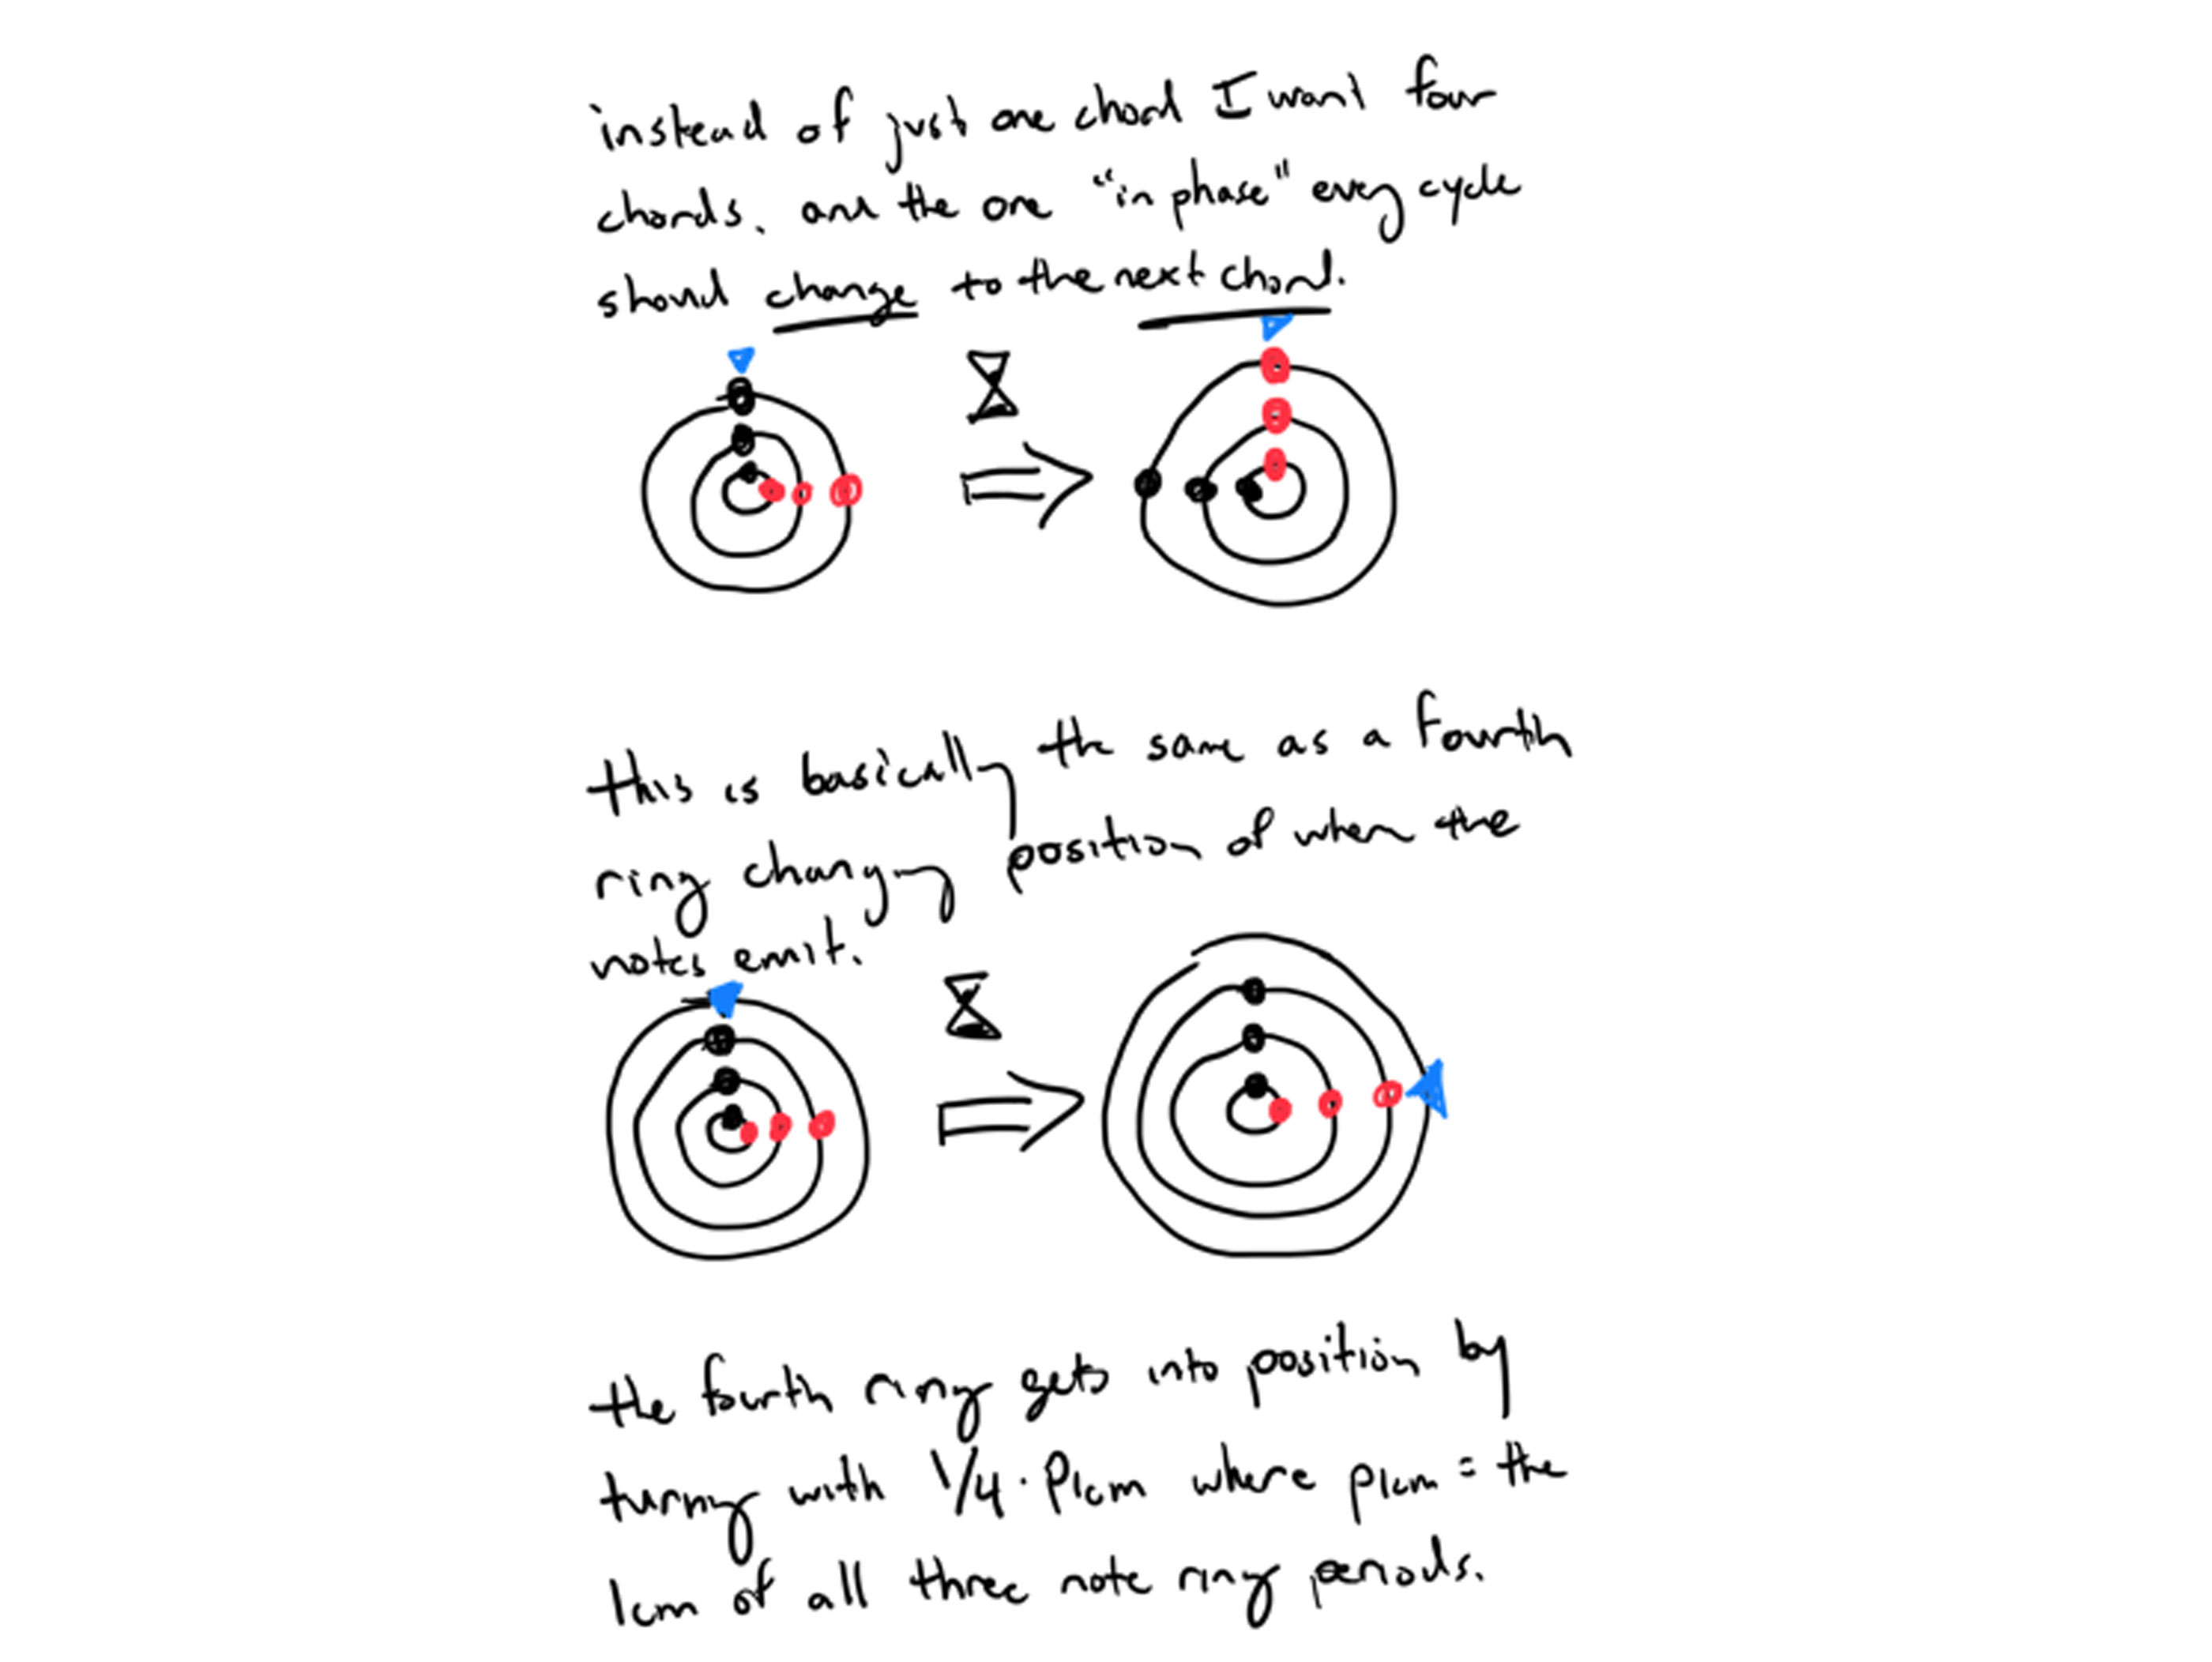 instead of just one chord I want four
chords, and the one "in phase" every cycle
should change to the next chord.
this is basically the same as a fourth
ring changing position of when the
notes emit.
the fourth ring gets into position by
turning with 1/4 · Plcm where plcm = the
lcm of all three note ring periods.